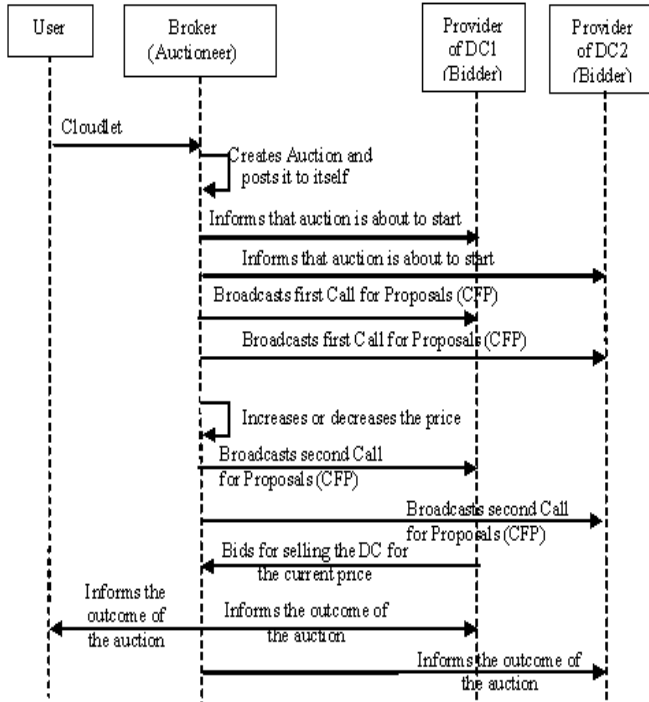 User
Broker
(Auctioneer)
Provider
of DC1
(Bidder)
Provider
of DC2
(Bidder)
Cloudlet
Creates Auction and
posts it to itself
Informs that auction is about to start
Informs that auction is about to start
Broadcasts first Call for Proposals (CFP)
Broadcasts first Call for Proposals (CFP)
Increases or decreases the price
Broadcasts second Call
for Proposals (CFP)
Broadcasts second Call
for Proposals (CFP)
Bids for selling the DC for
the current price
Informs the
outcome of
the auction
Informs the outcome of
the auction
Informs the outcome of
the auction